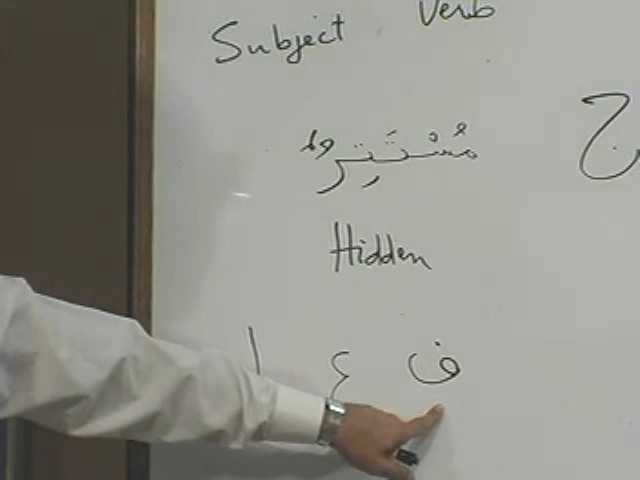 Subject Verb
ج مُسْتَتِرٌ
Hidden
ف ع ل